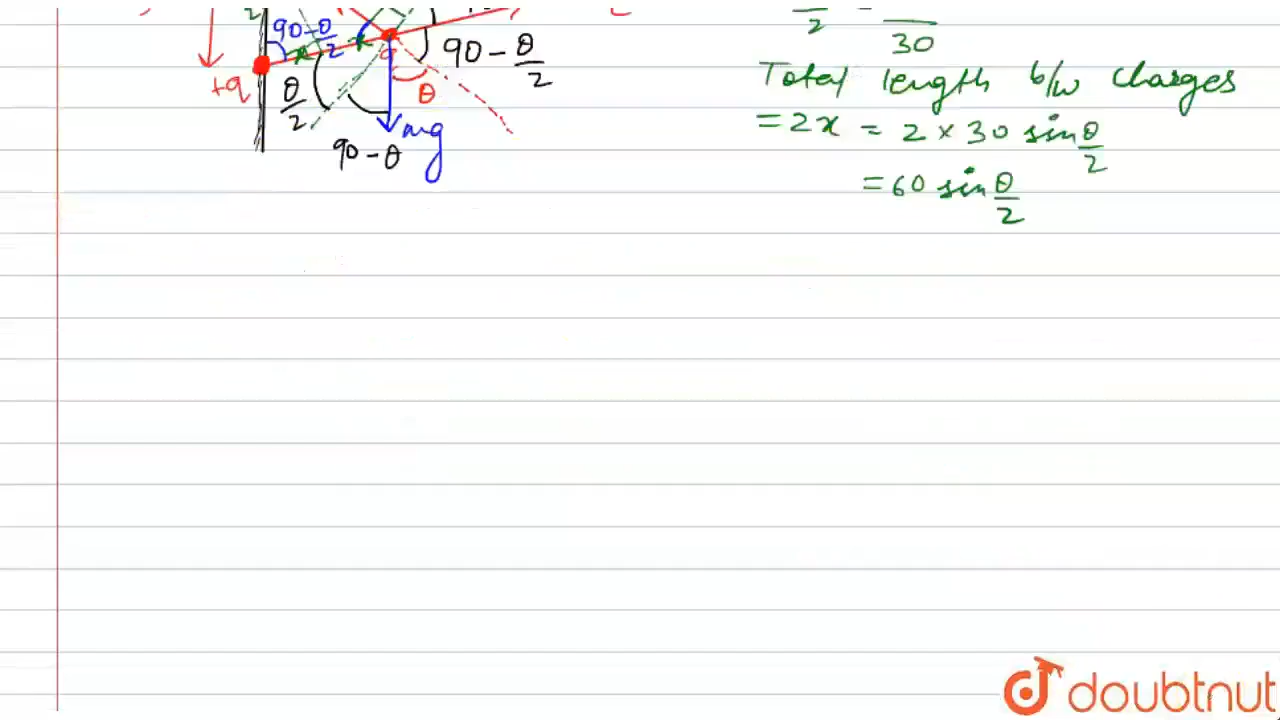 90-θ/2
+q
θ/2
θ
90-θ/2
mg
90-θ
2 =
30
Total length b/w charges
= 2x = 2 × 30 sin θ/2
= 60 sin θ/2
doubtnut